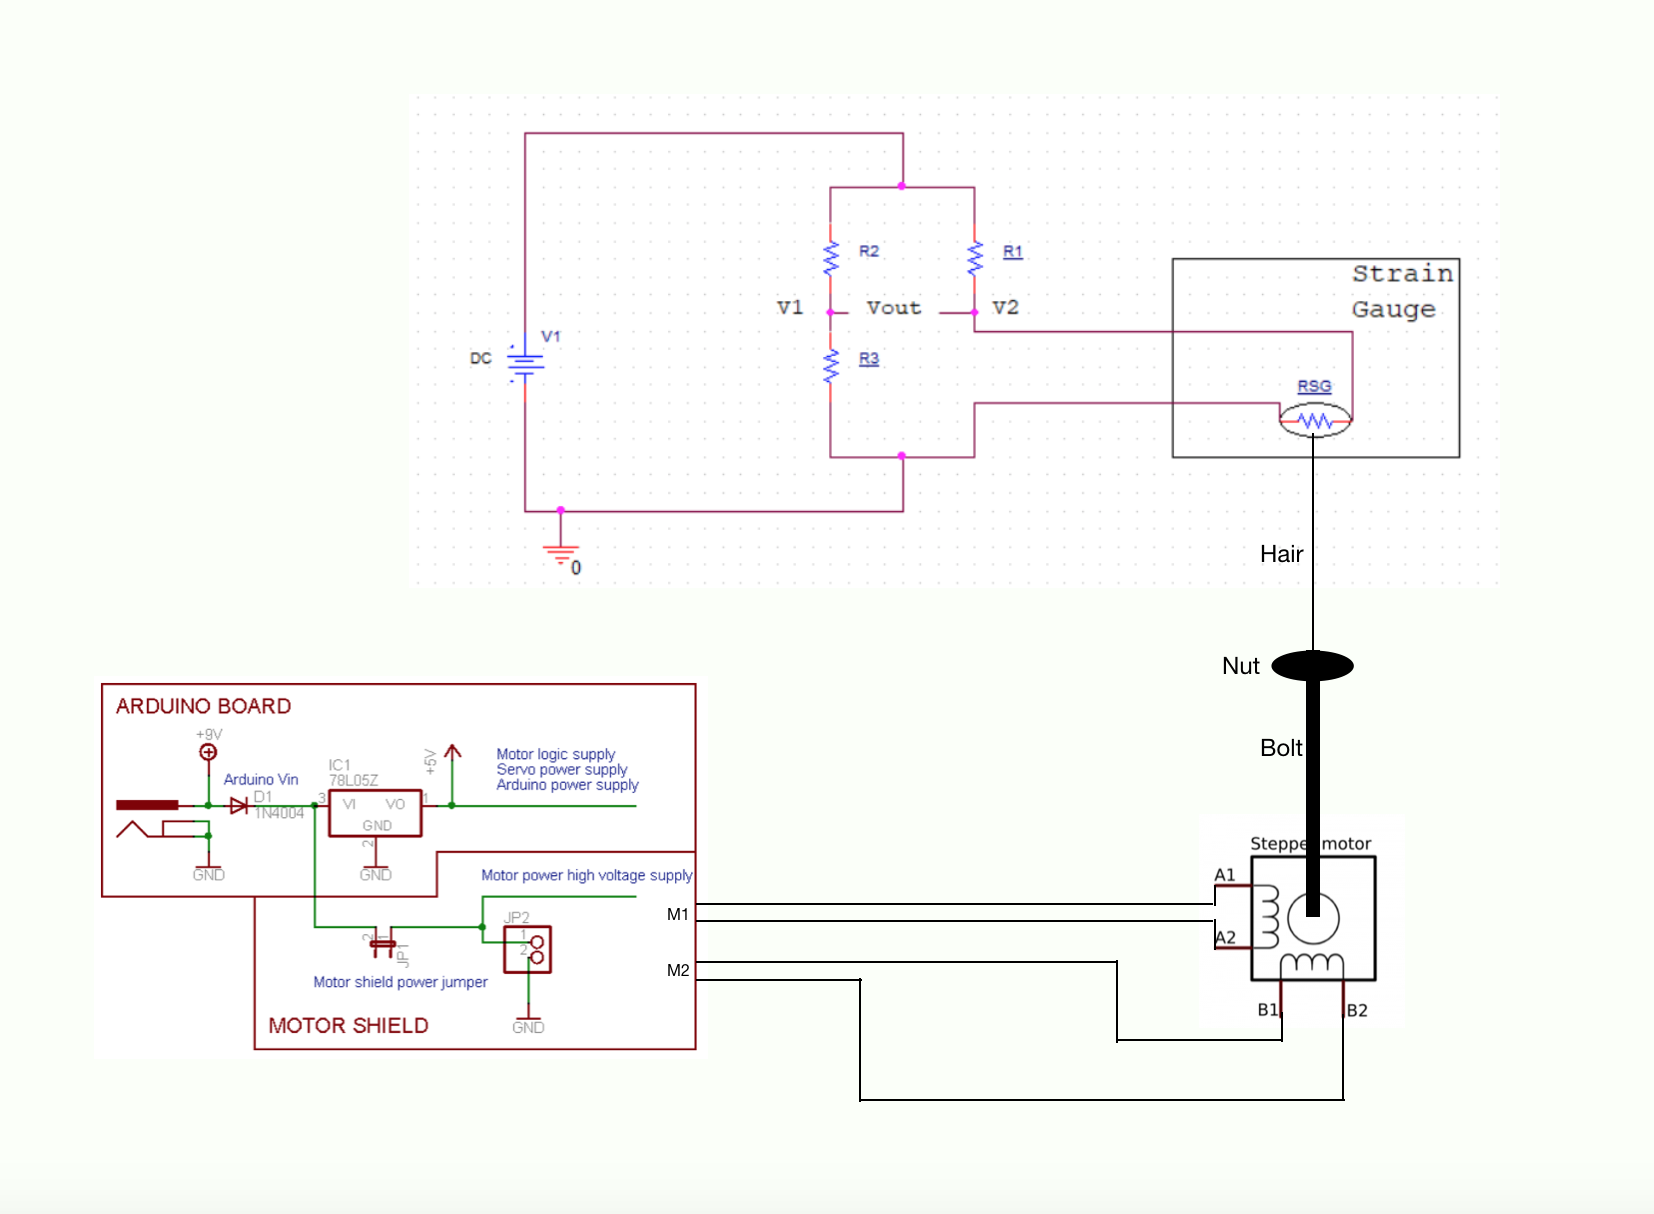 R2
R1
Strain
Gauge
V1
Vout
V2
V1
DC
R3
RSG
0
Hair
Nut
Bolt
ARDUINO BOARD
+9V
Arduino Vin
D1
1N4004
IC1
78L05Z
3
VI
VO
1
GND
2
+5V
Motor logic supply
Servo power supply
Arduino power supply
GND
GND
Motor power high voltage supply
M1
JP2
1
2
2
1
JP1
M2
Motor shield power jumper
MOTOR SHIELD
GND
Stepper motor
A1
A2
B1
B2